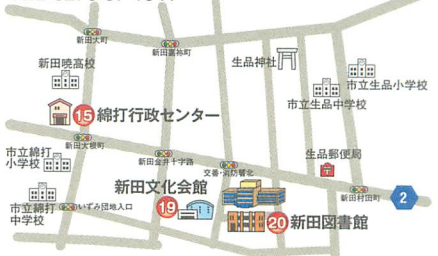 新田大町
新田嘉祢町
新田暁高校
生品神社
市立生品小学校
市立生品中学校
15 綿打行政センター
新田大根町
市立綿打
小学校
新田金井十字路
交番・消防署北
生品郵便局
新田文化会館
19
新田村田町
2
市立綿打
中学校
いずみ団地入口
20 新田図書館